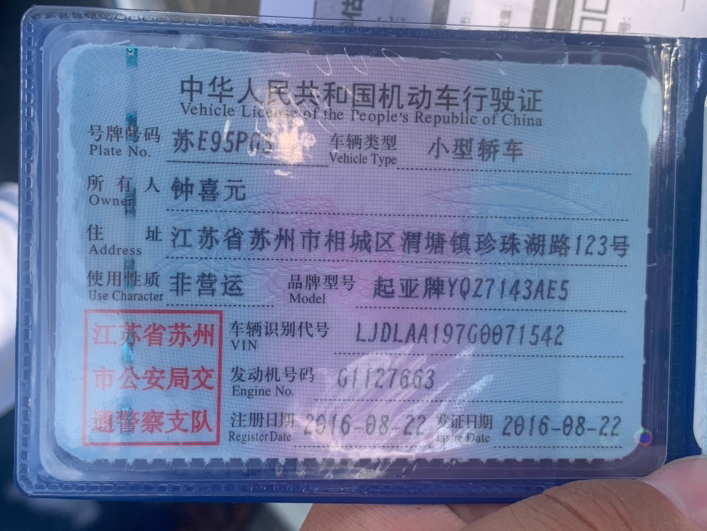 中华人民共和国机动车行驶证
Vehicle License of the People's Republic of China
号牌号码 苏E95P 车辆类型 小型轿车
Plate No. Vehicle Type
所有人 钟喜元
Owner
住址 江苏省苏州市相城区渭塘镇珍珠湖路123号
Address
使用性质 非营运 品牌型号 起亚牌YQZ7143AE5
Use Character Model
江苏省苏州
市公安局交
通警察支队
车辆识别代号 LJDLAA197G0071542
VIN
发动机号码 G1127663
Engine No.
注册日期 2016-08-22 发证日期 2016-08-22
Register Date Issue Date